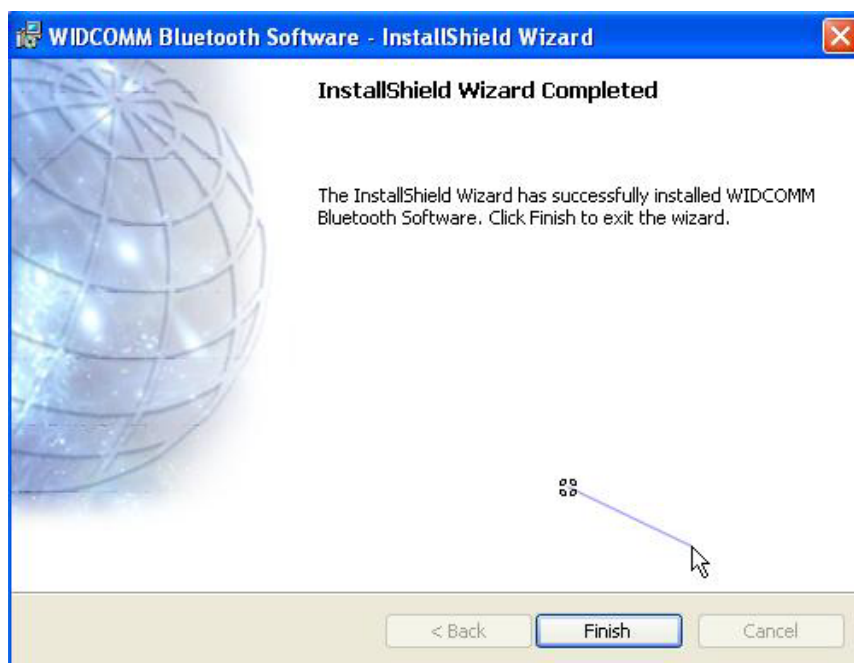 WIDCOMM Bluetooth Software - InstallShield Wizard
InstallShield Wizard Completed
The InstallShield Wizard has successfully installed WIDCOMM
Bluetooth Software. Click Finish to exit the wizard.
< Back Finish Cancel